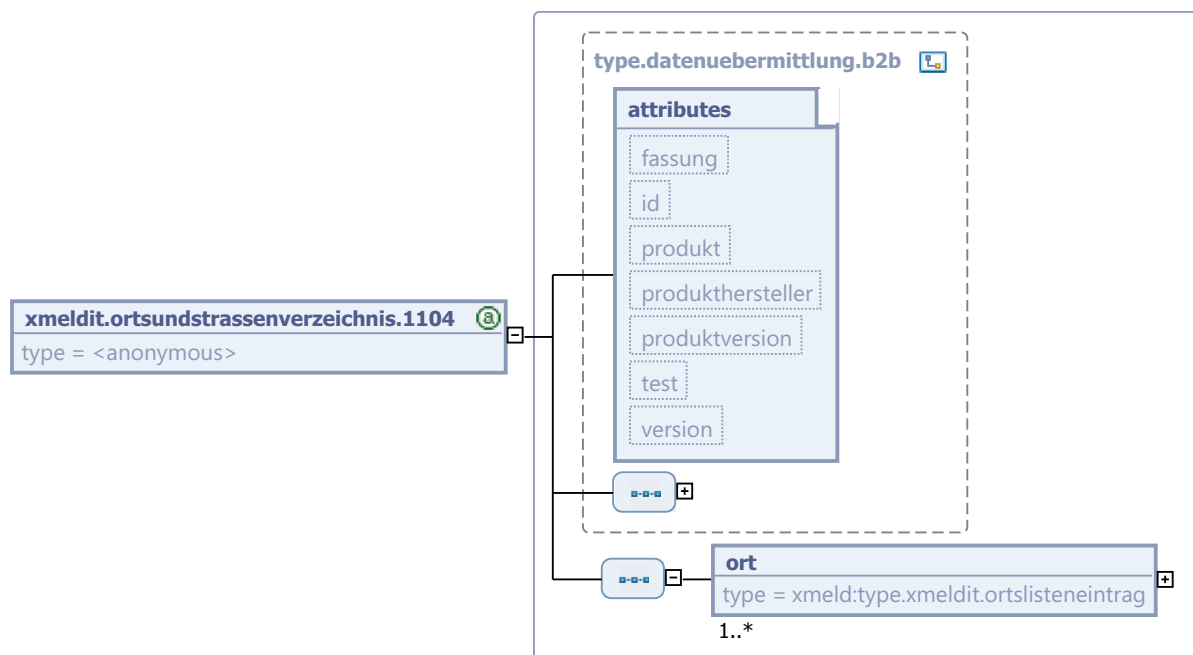 type.datenuebermittlung.b2b
attributes
fassung
id
produkt
produkthersteller
produktversion
test
version
xmeldit.ortsundstrassenverzeichnis.1104
type = <anonymous>
ort
type = xmeld:type.xmeldit.ortslisteneintrag
1..*